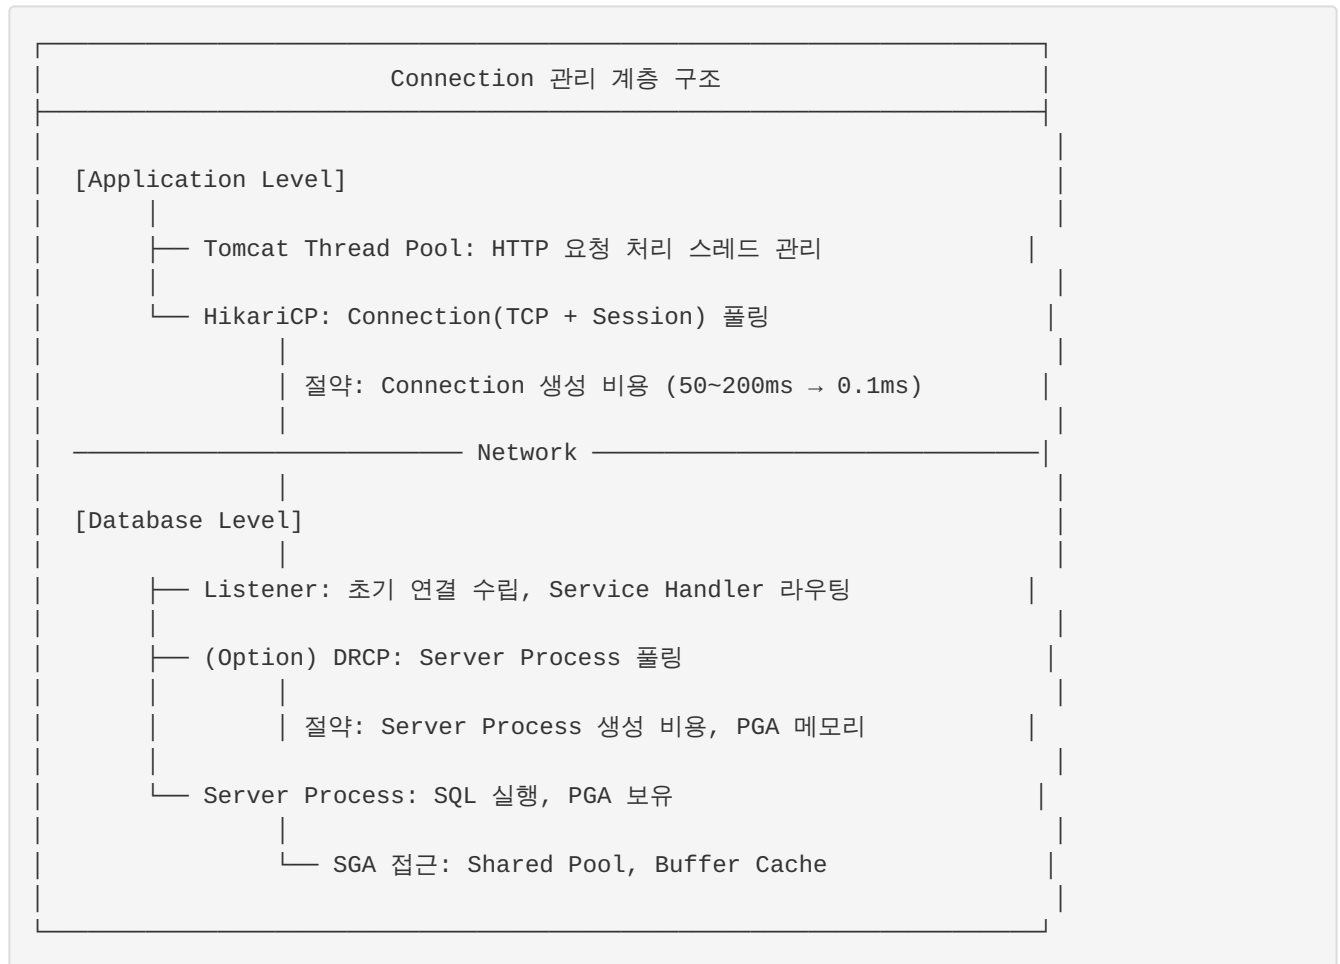 Connection 관리 계층 구조
[Application Level]
Tomcat Thread Pool: HTTP 요청 처리 스레드 관리
HikariCP: Connection(TCP + Session) 풀링
절약: Connection 생성 비용 (50~200ms → 0.1ms)
Network
[Database Level]
Listener: 초기 연결 수립, Service Handler 라우팅
(Option) DRCP: Server Process 풀링
절약: Server Process 생성 비용, PGA 메모리
Server Process: SQL 실행, PGA 보유
SGA 접근: Shared Pool, Buffer Cache